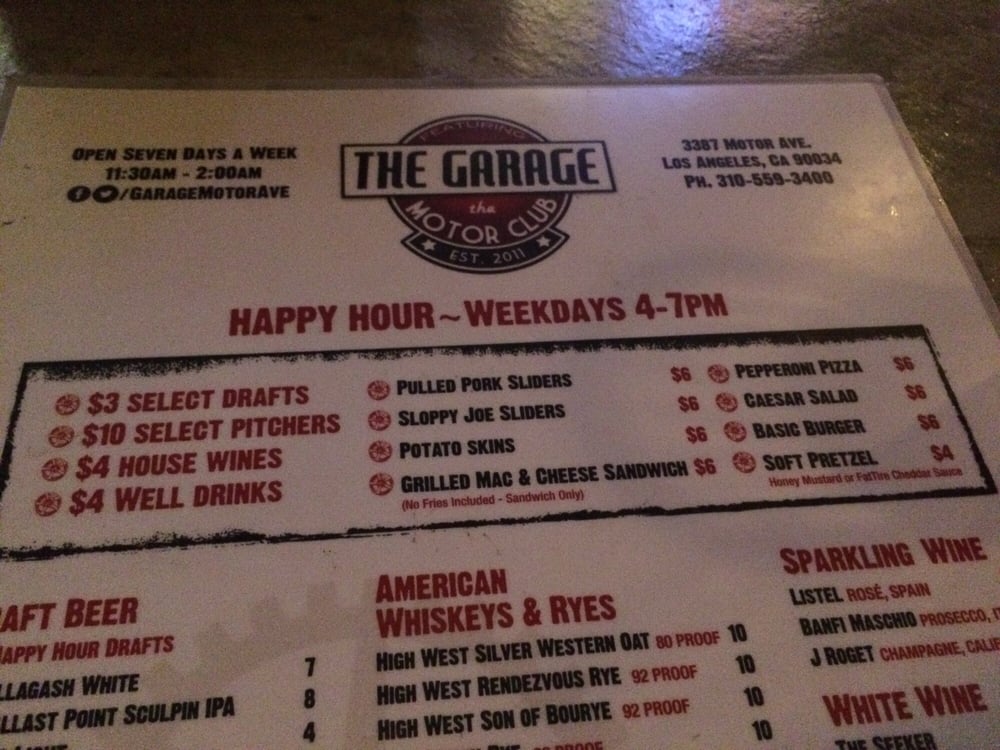 OPEN SEVEN DAYS A WEEK
11:30AM - 2:00AM
/GARAGEMOTORAVE
FEATURING
THE GARAGE
the
MOTOR CLUB
EST. 2011
3387 MOTOR AVE.
LOS ANGELES, CA 90034
PH. 310-559-3400
HAPPY HOUR ~ WEEKDAYS 4-7PM
$3 SELECT DRAFTS
$10 SELECT PITCHERS
$4 HOUSE WINES
$4 WELL DRINKS
PULLED PORK SLIDERS $6
SLOPPY JOE SLIDERS $6
POTATO SKINS $6
GRILLED MAC & CHEESE SANDWICH $6
(No Fries Included - Sandwich Only)
PEPPERONI PIZZA $6
CAESAR SALAD $6
BASIC BURGER $6
SOFT PRETZEL $4
Honey Mustard or FatTire Cheddar Sauce
AFT BEER
APPY HOUR DRAFTS
LLAGASH WHITE 7
LLAST POINT SCULPIN IPA 8
4
AMERICAN
WHISKEYS & RYES
HIGH WEST SILVER WESTERN OAT 80 PROOF 10
HIGH WEST RENDEZVOUS RYE 92 PROOF 10
HIGH WEST SON OF BOURYE 92 PROOF 10
RYE PROOF 10
SPARKLING WINE
LISTEL ROSÉ, SPAIN
BANFI MASCHIO PROSECCO,
J ROGET CHAMPAGNE, CALIF
WHITE WINE
THE SEEKER